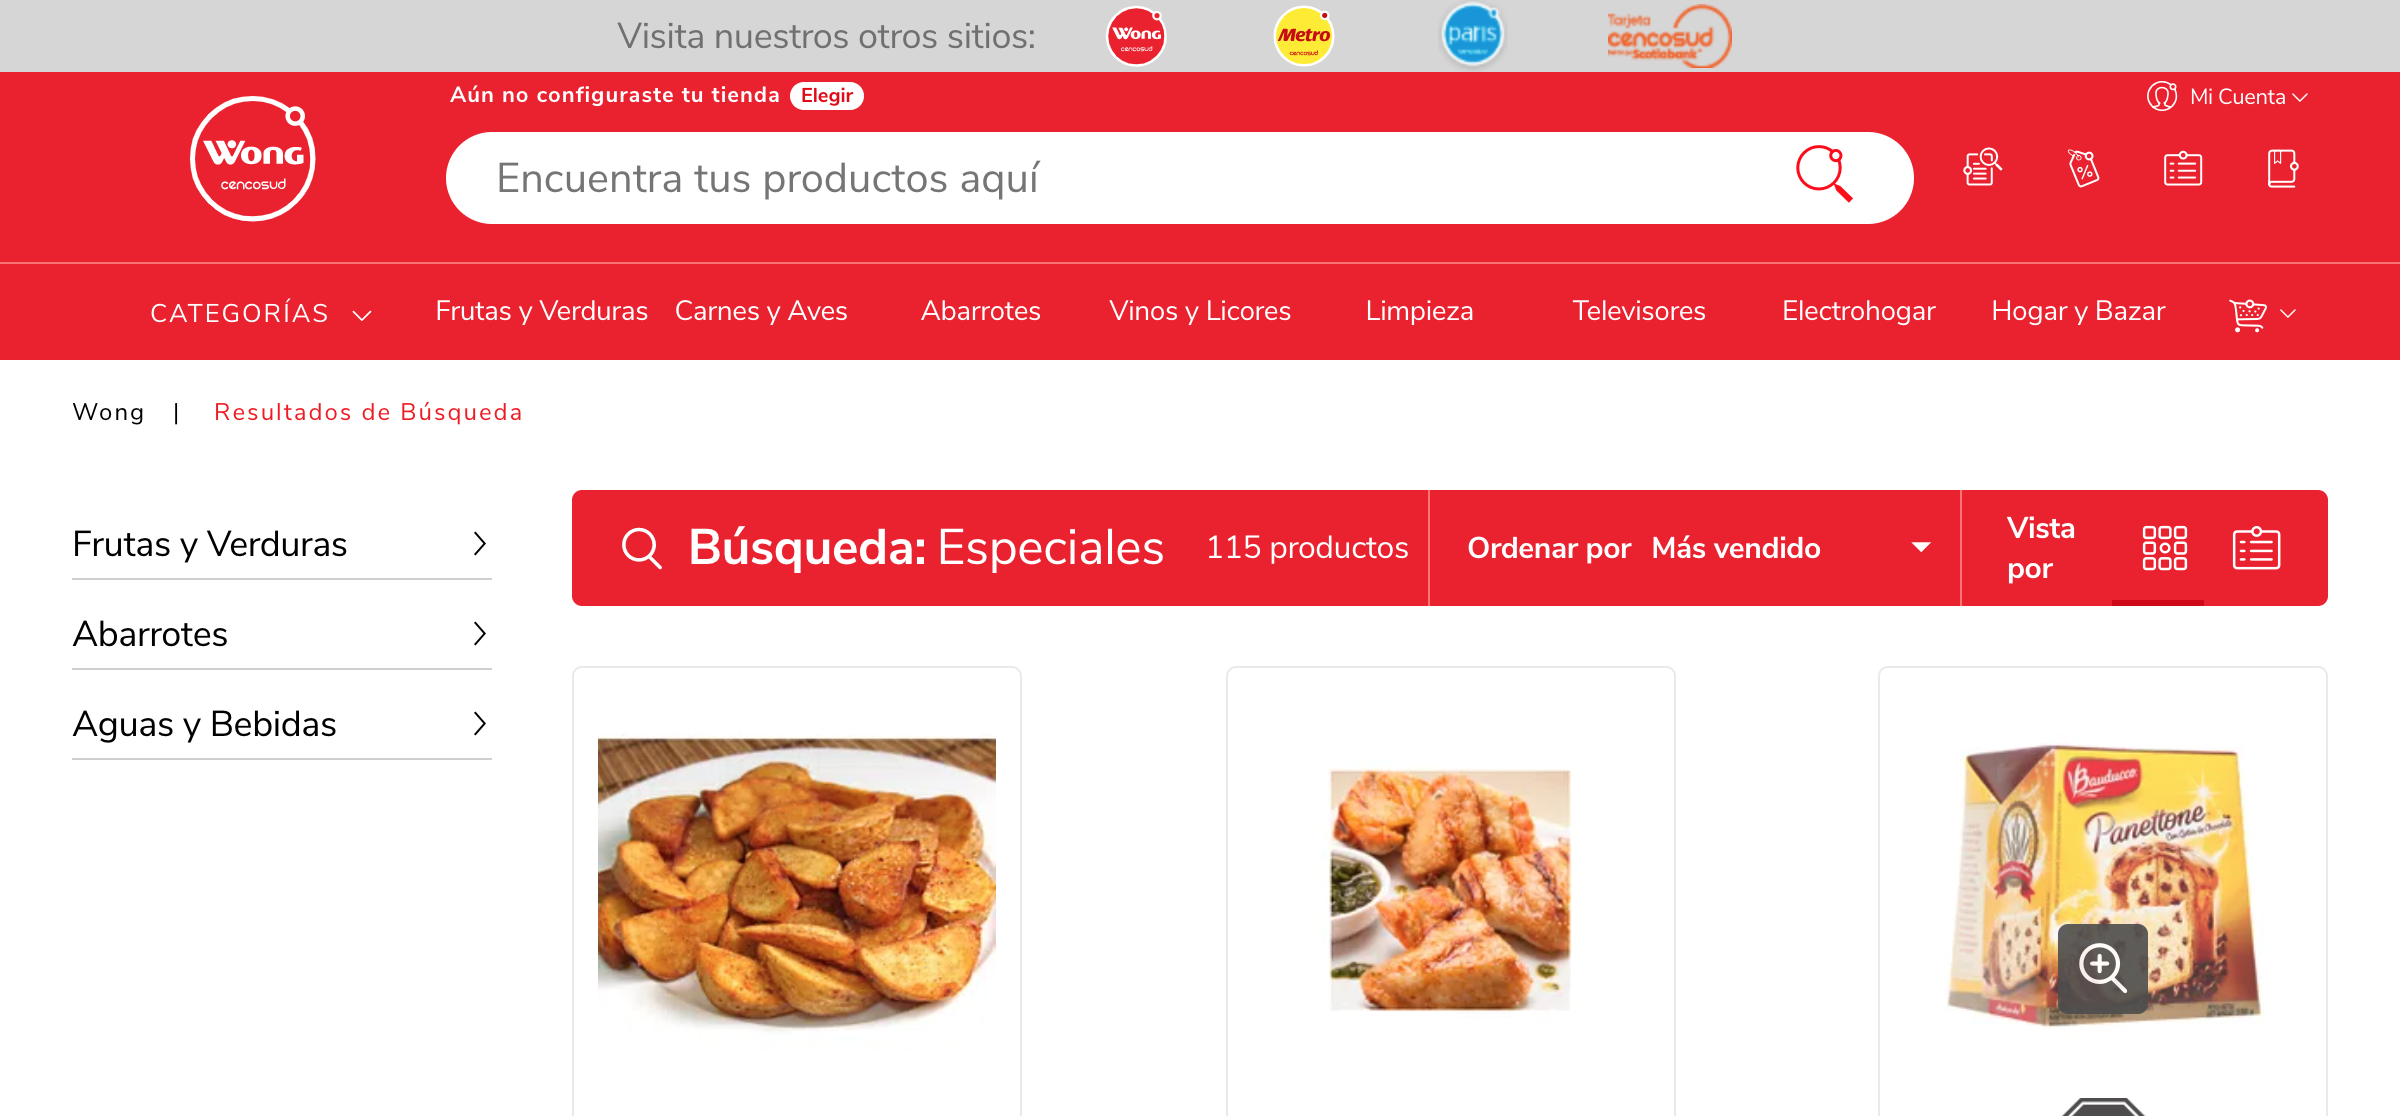 Visita nuestros otros sitios:
Wong
cencosud
Metro
cencosud
paris
Tarjeta
cencosud
Scotiabank
Aún no configuraste tu tienda Elegir
Mi Cuenta
Wong
cencosud
Encuentra tus productos aquí
CATEGORÍAS
Frutas y Verduras
Carnes y Aves
Abarrotes
Vinos y Licores
Limpieza
Televisores
Electrohogar
Hogar y Bazar
Wong | Resultados de Búsqueda
Frutas y Verduras
Abarrotes
Aguas y Bebidas
Búsqueda: Especiales
115 productos
Ordenar por Más vendido
Vista
por
Bauducco
Panettone